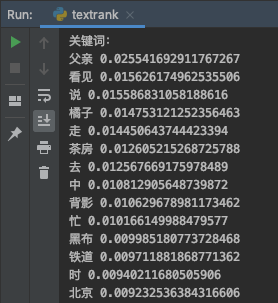 Run: textrank ×
关键词:
父亲 0.025541692911767267
看见 0.015626174962535506
说 0.015586831058188616
橘子 0.014753121252356463
走 0.014450643744423394
茶房 0.012605215268725788
去 0.012567669175978489
中 0.010812905648739872
背影 0.010629678981173462
忙 0.010166149988479577
黑布 0.009985180773728468
铁道 0.009711881868771362
时 0.00940211680505906
北京 0.009232536384316606